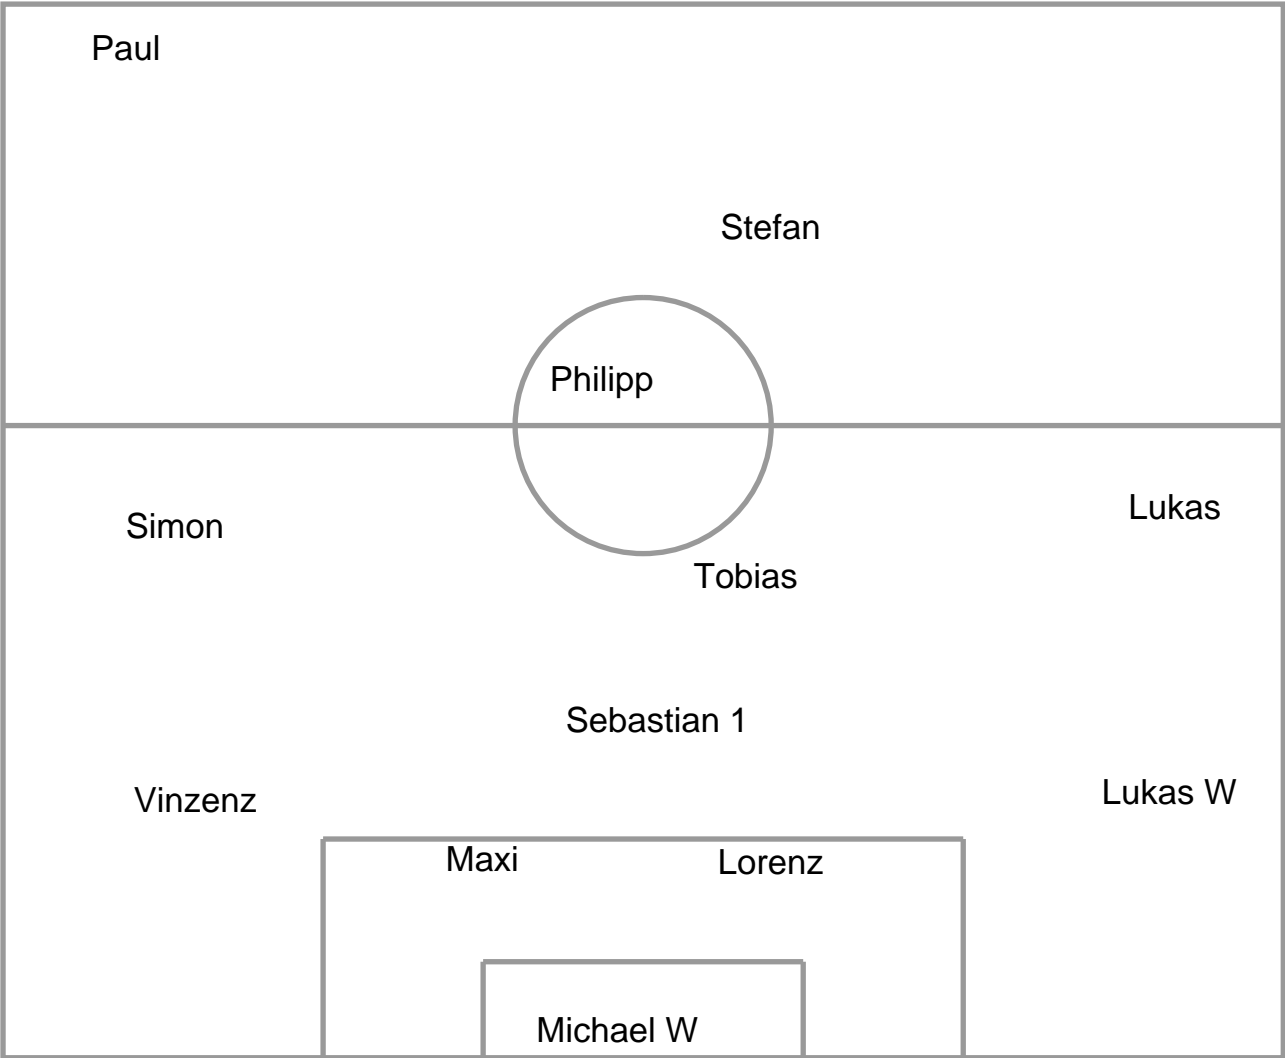 Paul
Stefan
Philipp
Lukas
Simon
Tobias
Sebastian 1
Lukas W
Vinzenz
Maxi
Lorenz
Michael W